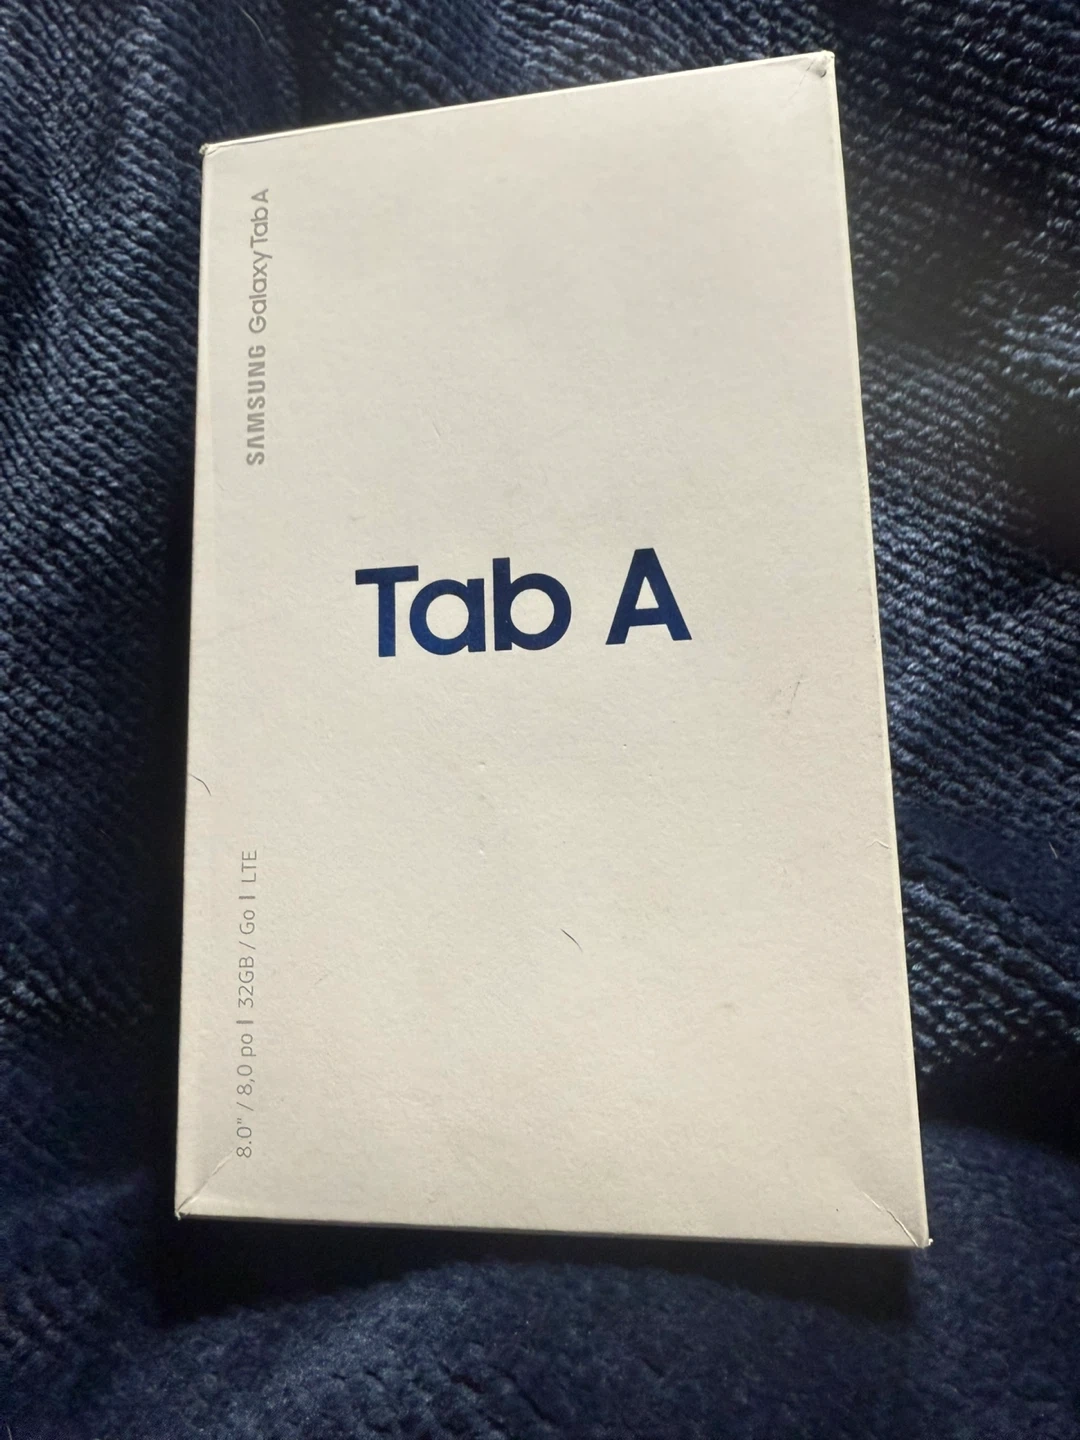 SAMSUNG Galaxy Tab A
Tab A
8.0" / 8,0 po | 32GB / Go | LTE